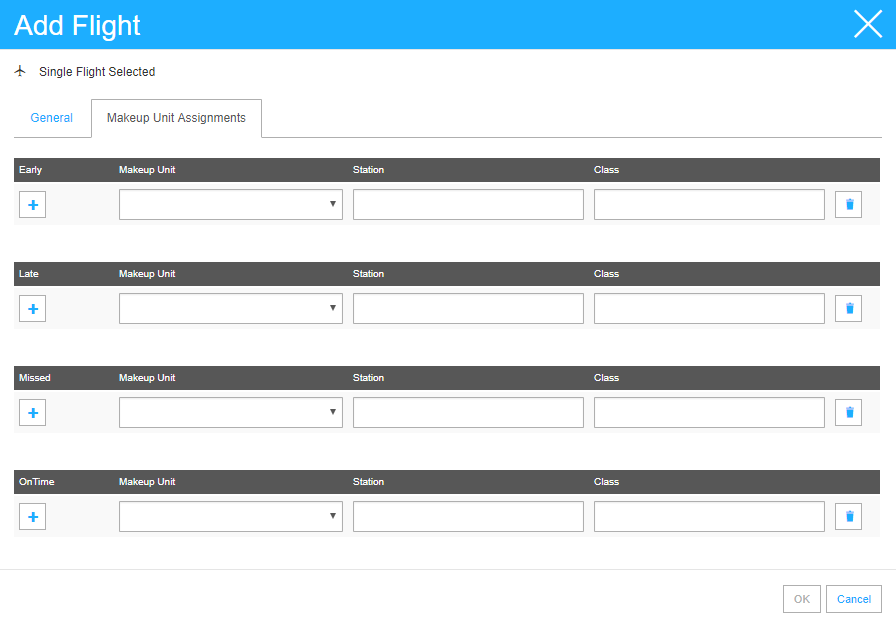 Add Flight
Single Flight Selected
General Makeup Unit Assignments
Early Makeup Unit Station Class
Late Makeup Unit Station Class
Missed Makeup Unit Station Class
OnTime Makeup Unit Station Class
OK Cancel